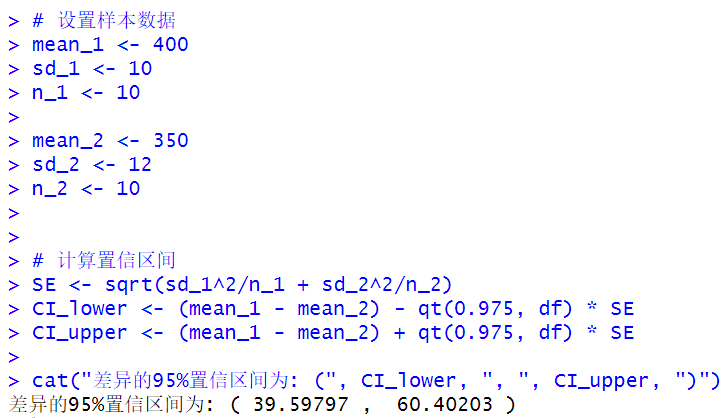 > # 设置样本数据
> mean_1 <- 400
> sd_1 <- 10
> n_1 <- 10
>
> mean_2 <- 350
> sd_2 <- 12
> n_2 <- 10
>
>
> # 计算置信区间
> SE <- sqrt(sd_1^2/n_1 + sd_2^2/n_2)
> CI_lower <- (mean_1 - mean_2) - qt(0.975, df) * SE
> CI_upper <- (mean_1 - mean_2) + qt(0.975, df) * SE
>
> cat("差异的95%置信区间为: (", CI_lower, ", ", CI_upper, ")")
差异的95%置信区间为: ( 39.59797 ,  60.40203 )